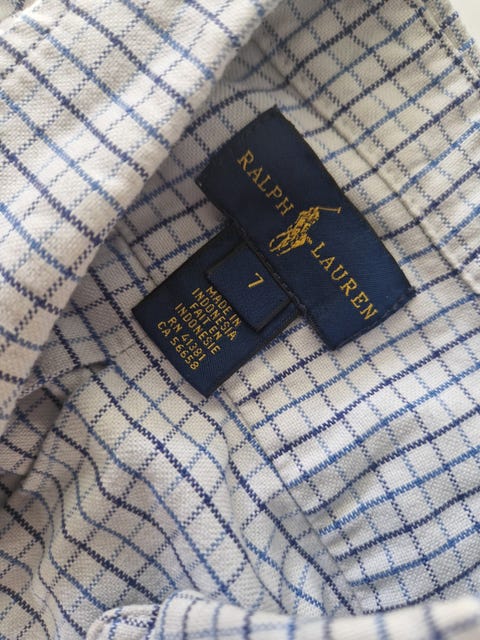 RALPH LAUREN
7
MADE IN
INDONESIA
FAIT EN
INDONESIE
RN 41381
CA 56658